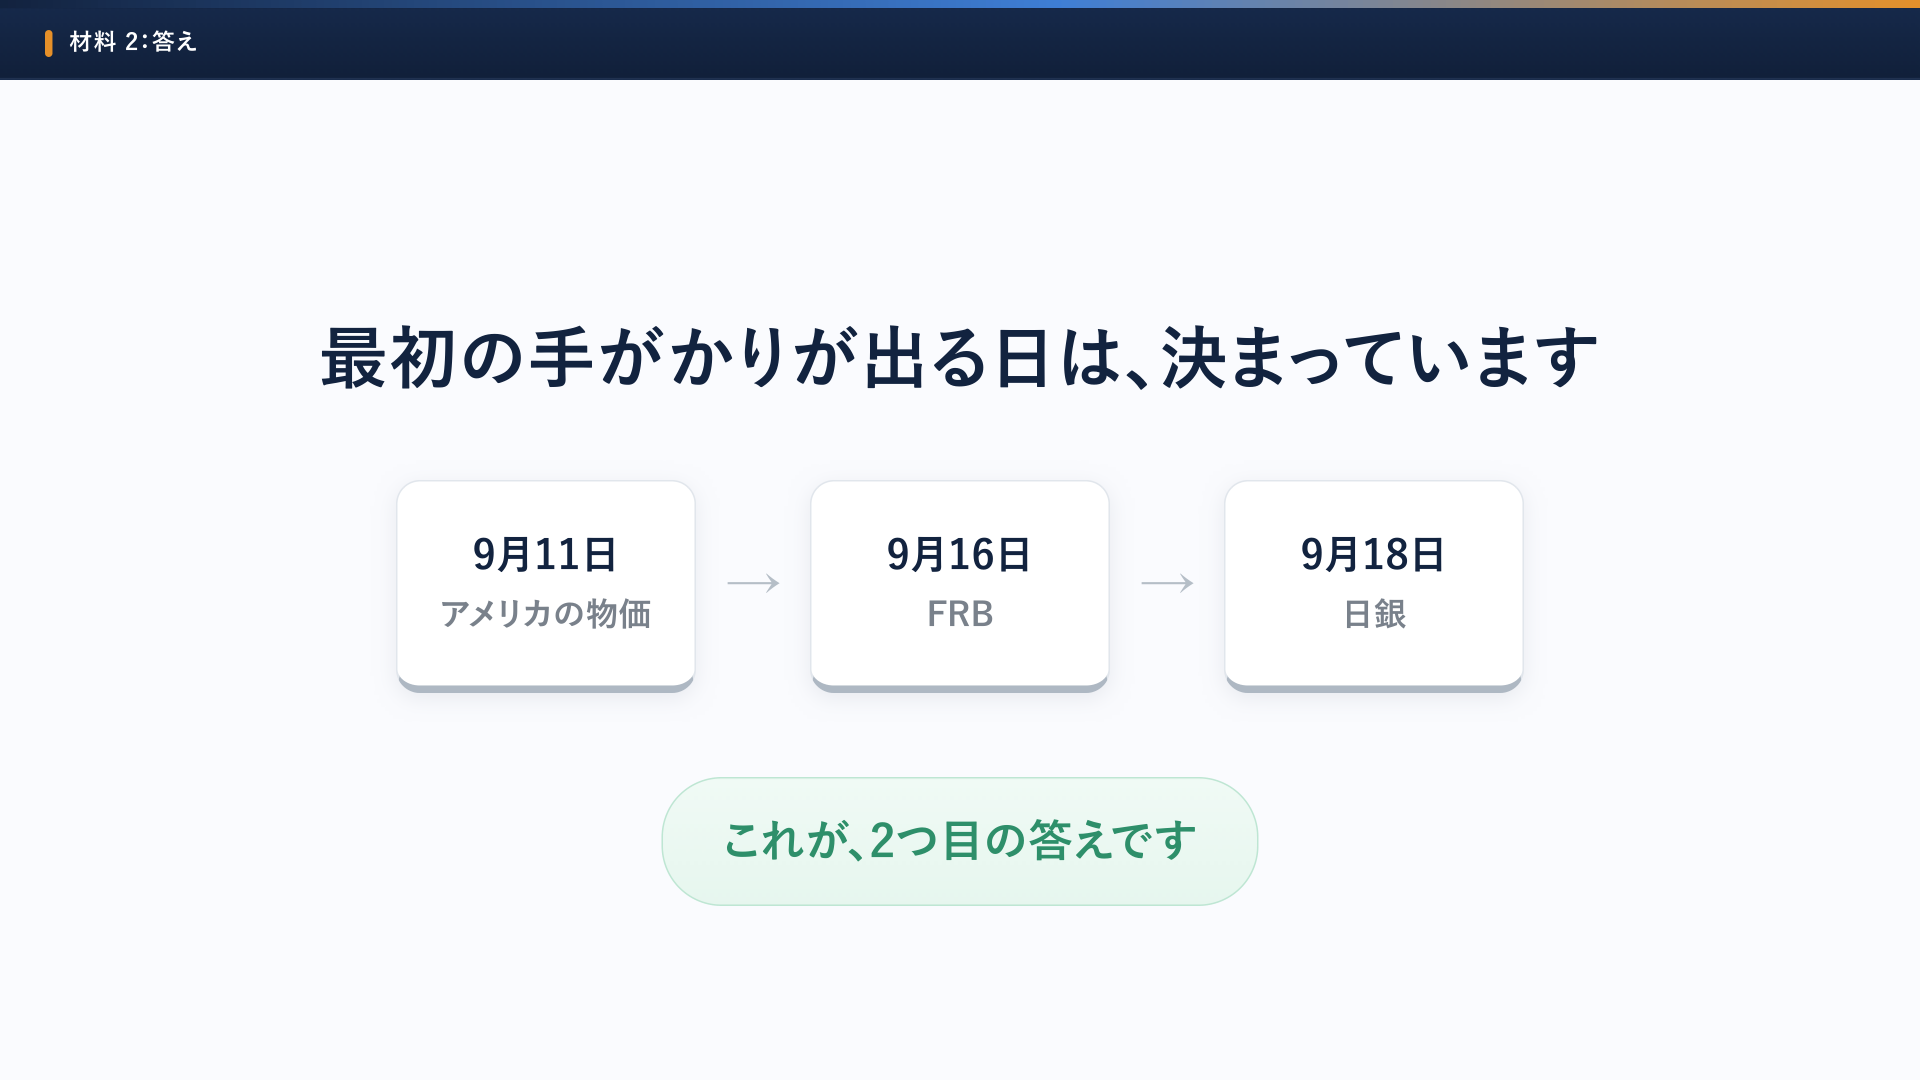 材料 2：答え
最初の手がかりが出る日は、決まっています
9月11日
アメリカの物価
→
9月16日
FRB
→
9月18日
日銀
これが、2つ目の答えです